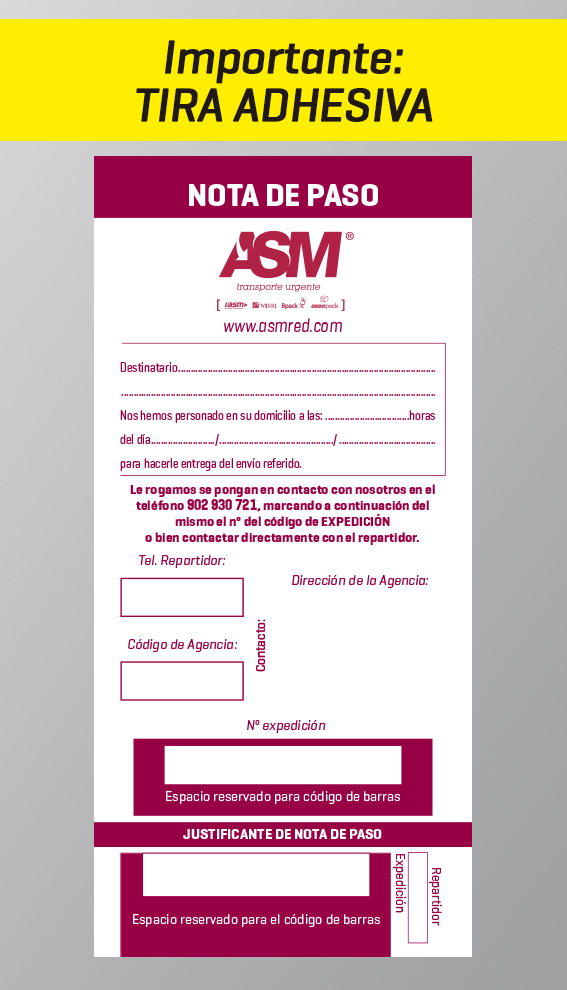 Importante:
TIRA ADHESIVA
NOTA DE PASO
ASM®
transporte urgente
[ iasm nipaq Bpack pack ]
www.asmred.com
Destinatario..........................................................................................
..............................................................................................................
Nos hemos personado en su domicilio a las: ..............................horas
del día......................./........................................./ ...................................
para hacerle entrega del envío referido.
Le rogamos se pongan en contacto con nosotros en el
teléfono 902 930 721, marcando a continuación del
mismo el nº del código de EXPEDICIÓN
o bien contactar directamente con el repartidor.
Tel. Repartidor:
Dirección de la Agencia:
Contacto:
Código de Agencia:
Nº expedición
Espacio reservado para código de barras
JUSTIFICANTE DE NOTA DE PASO
Espacio reservado para el código de barras
Expedición
Repartidor